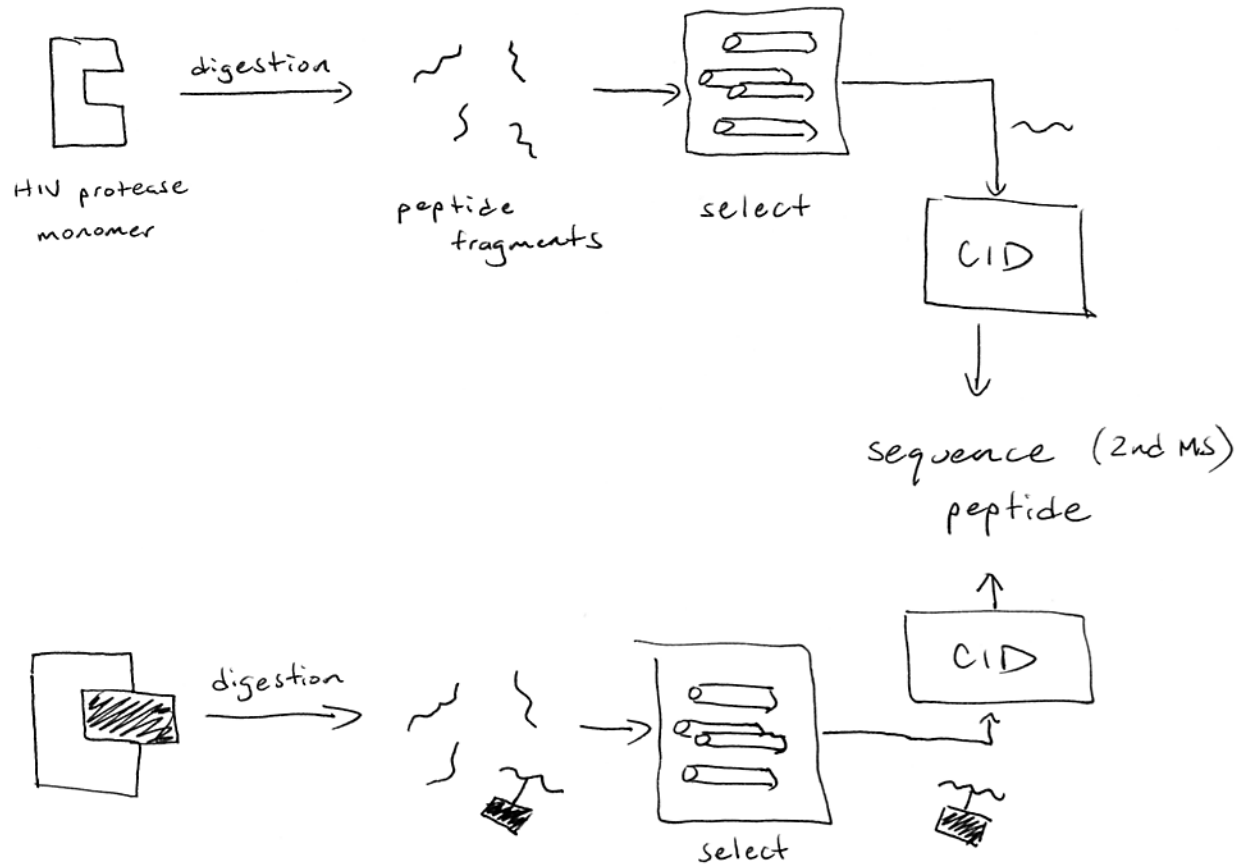 digestion
HIV protease
monomer
peptide
fragments
select
CID
sequence (2nd MS)
peptide
digestion
CID
select